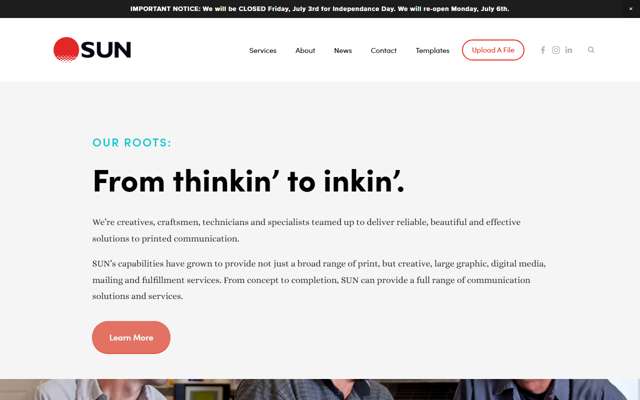 IMPORTANT NOTICE: We will be CLOSED Friday, July 3rd for Independance Day. We will re-open Monday, July 6th.
SUN
Services
About
News
Contact
Templates
Upload A File
OUR ROOTS:
From thinkin’ to inkin’.
We’re creatives, craftsmen, technicians and specialists teamed up to deliver reliable, beautiful and effective
solutions to printed communication.
SUN’s capabilities have grown to provide not just a broad range of print, but creative, large graphic, digital media,
mailing and fulfillment services. From concept to completion, SUN can provide a full range of communication
solutions and services.
Learn More